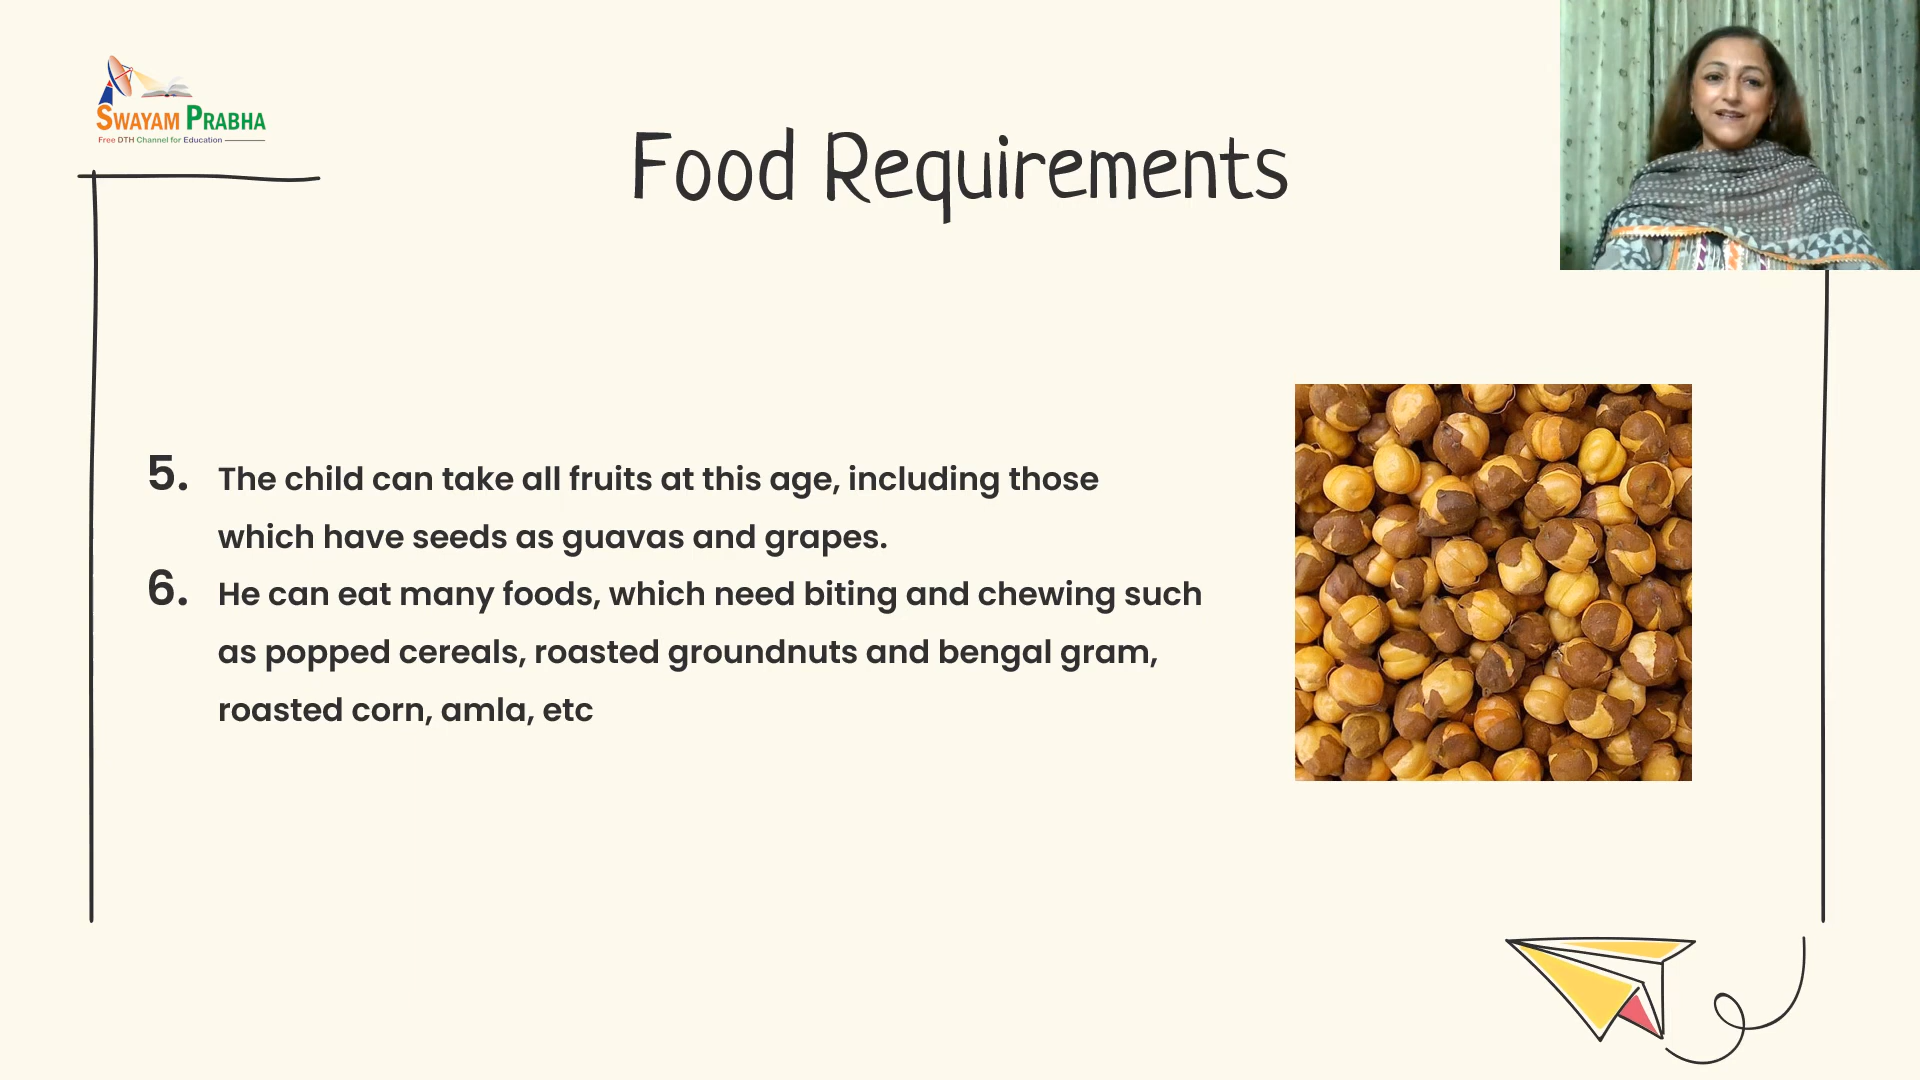 SWAYAM PRABHA
Free DTH Channel for Education
Food Requirements
5. The child can take all fruits at this age, including those
which have seeds as guavas and grapes.
6. He can eat many foods, which need biting and chewing such
as popped cereals, roasted groundnuts and bengal gram,
roasted corn, amla, etc